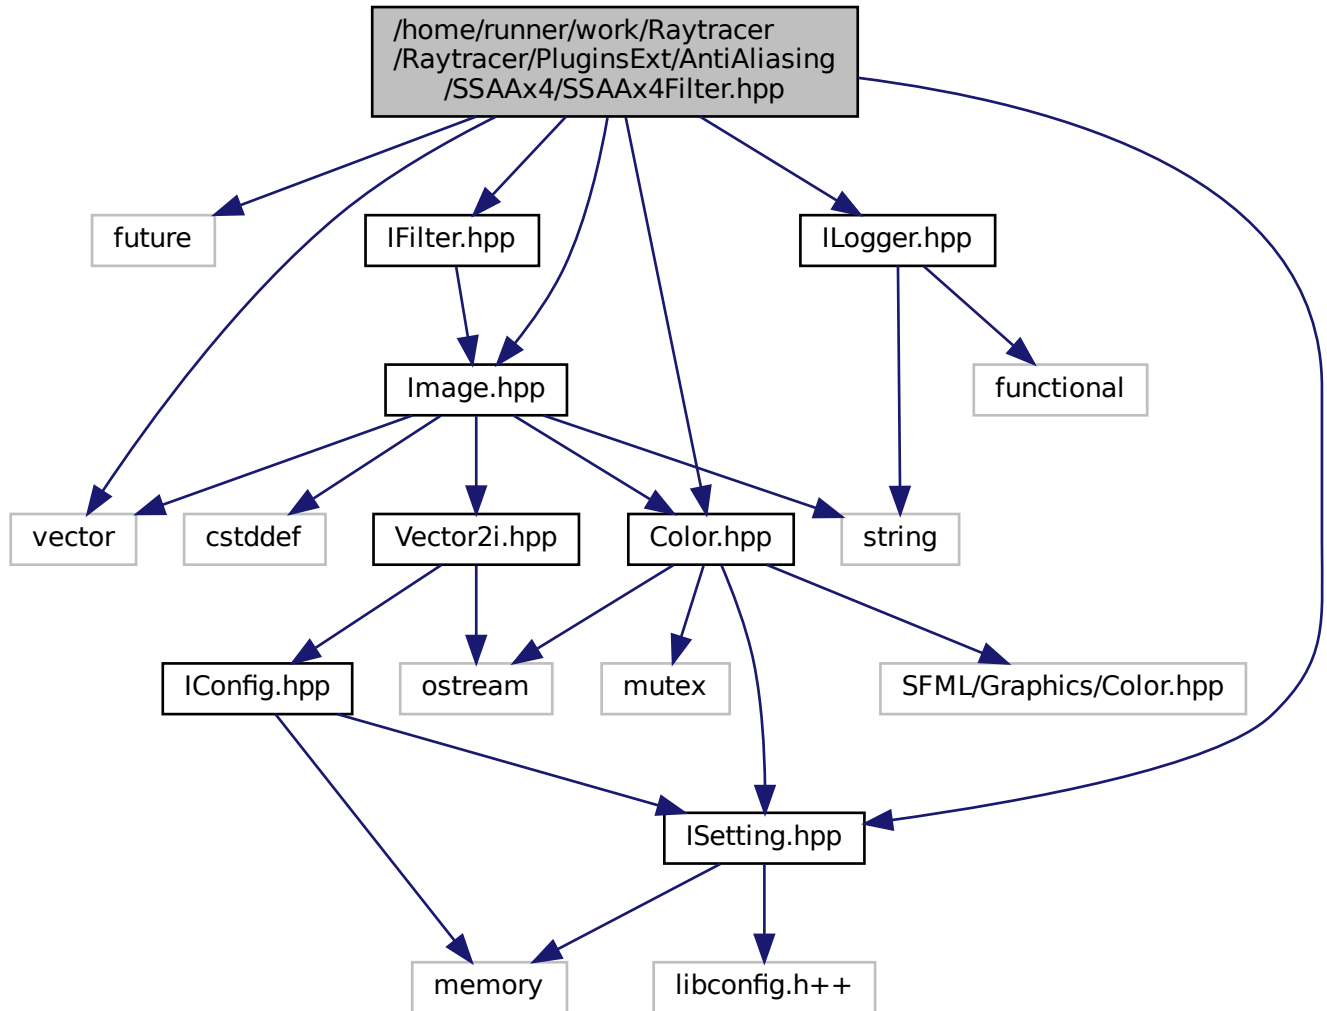 /home/runner/work/Raytracer
/Raytracer/PluginsExt/AntiAliasing
/SSAAx4/SSAAx4Filter.hpp
future
IFilter.hpp
ILogger.hpp
Image.hpp
functional
vector
cstddef
Vector2i.hpp
Color.hpp
string
IConfig.hpp
ostream
mutex
SFML/Graphics/Color.hpp
ISetting.hpp
memory
libconfig.h++